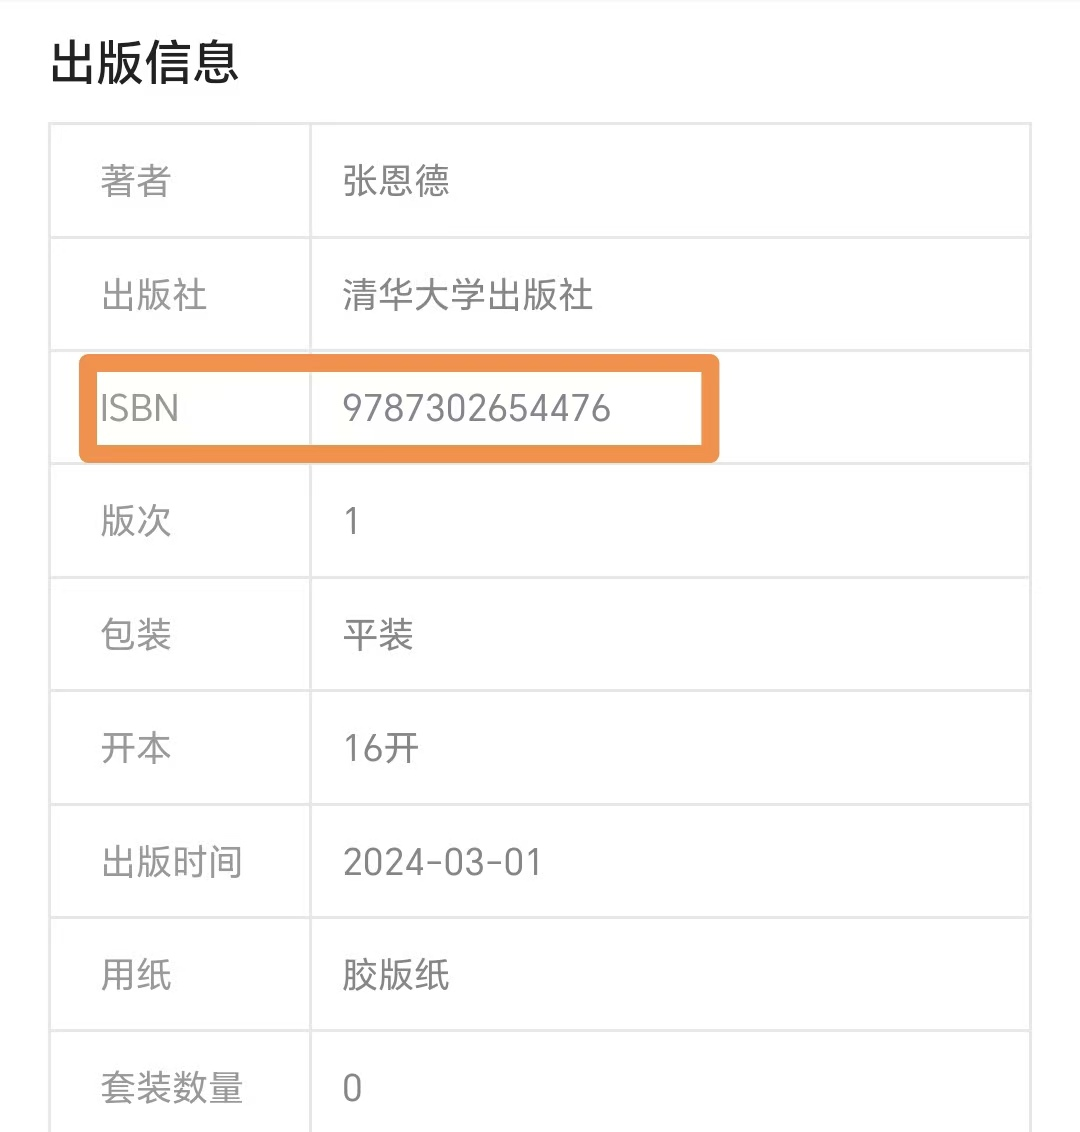 出版信息
著者 张恩德
出版社 清华大学出版社
ISBN 9787302654476
版次 1
包装 平装
开本 16开
出版时间 2024-03-01
用纸 胶版纸
套装数量 0